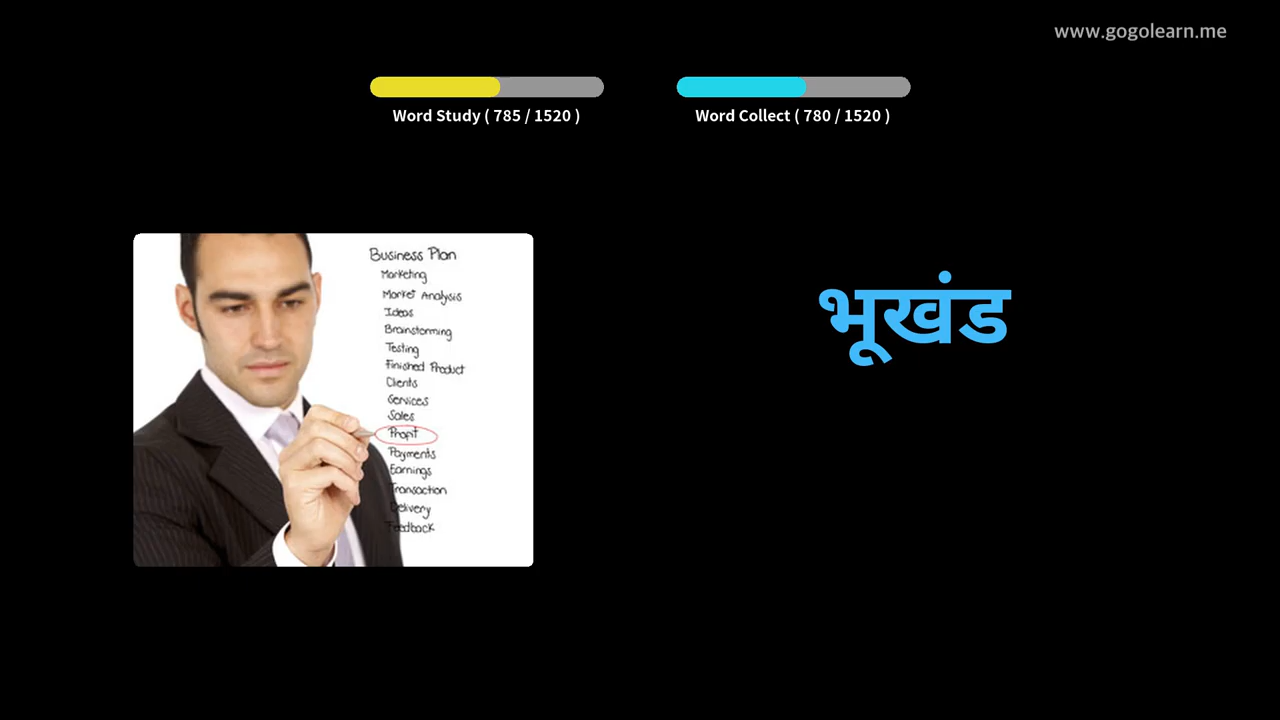 www.gogolearn.me
Word Study ( 785 / 1520 )
Word Collect ( 780 / 1520 )
Business Plan
Marketing
Market Analysis
Ideas
Brainstorming
Testing
Finished Product
Clients
Services
Sales
Profit
Payments
Earnings
Transaction
Delivery
Feedback
भूखंड